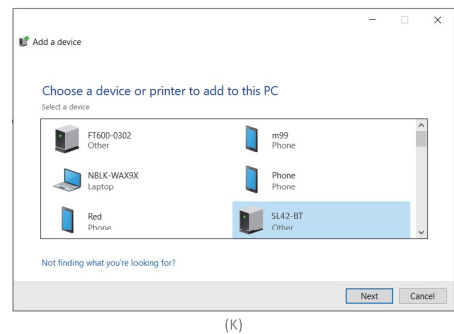 Add a device
Choose a device or printer to add to this PC
Select a device
FT600-0302
Other
m99
Phone
NBLK-WAX9X
Laptop
Phone
Phone
Red
Phone
SL42-BT
Other
Not finding what you're looking for?
Next
Cancel
(K)